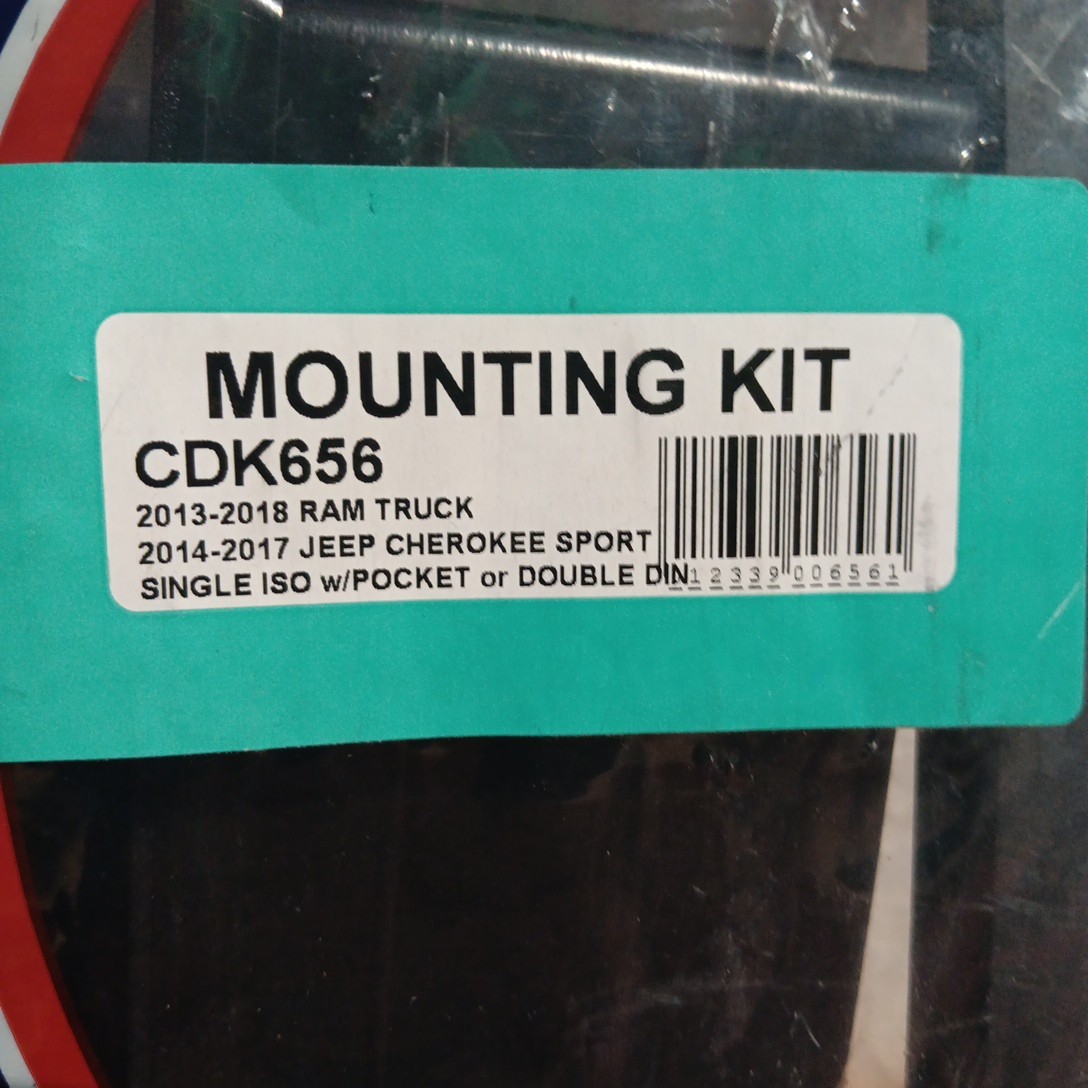 MOUNTING KIT
CDK656
2013-2018 RAM TRUCK
2014-2017 JEEP CHEROKEE SPORT
SINGLE ISO w/POCKET or DOUBLE DIN
12339 006561